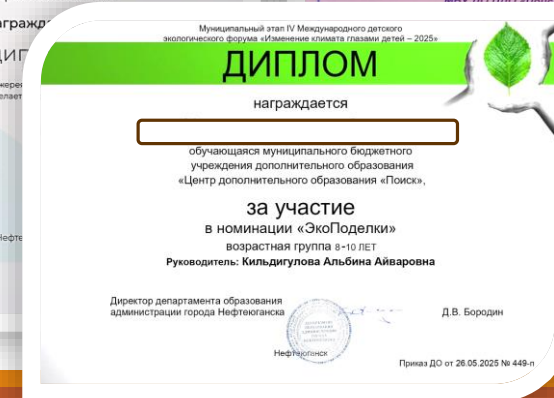 Муниципальный этап IV Международного детского
экологического форума «Изменение климата глазами детей – 2025»
ДИПЛОМ
награждается
обучающаяся муниципального бюджетного
учреждения дополнительного образования
«Центр дополнительного образования «Поиск»,
за участие
в номинации «ЭкоПоделки»
возрастная группа 8-10 ЛЕТ
Руководитель: Кильдигулова Альбина Айваровна
Директор департамента образования
администрации города Нефтеюганска
Д.В. Бородин
Нефтеюганск
Приказ ДО от 26.05.2025 № 449-п